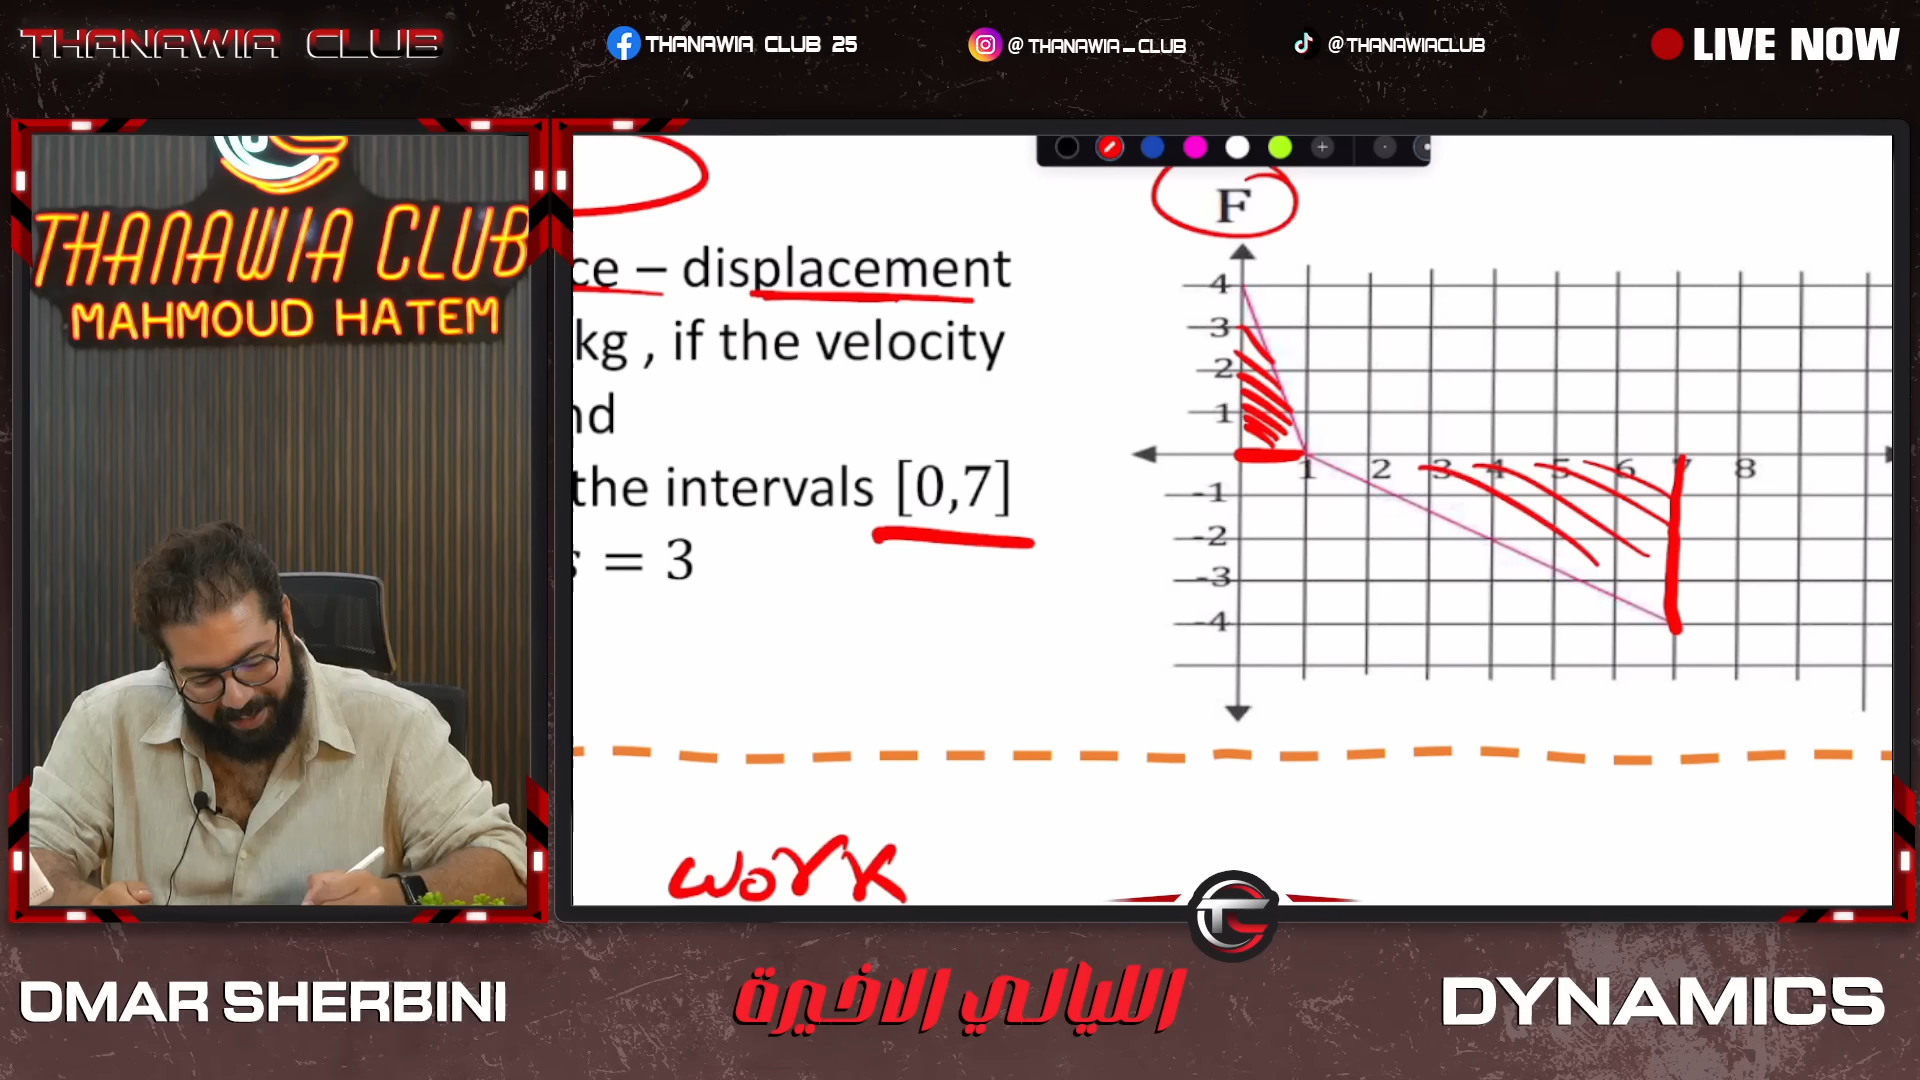 THANAWIA CLUB
THANAWIA CLUB 25
@THANAWIA_CLUB
@THANAWIACLUB
LIVE NOW
THANAWIA CLUB
MAHMOUD HATEM
F
ce – displacement
kg , if the velocity
nd
the intervals [0,7]
s = 3
4
3
2
1
1 2 3 4 5 6 7 8
-1
-2
-3
-4
work
TC
OMAR SHERBINI
الليالي الاخيرة
DYNAMICS